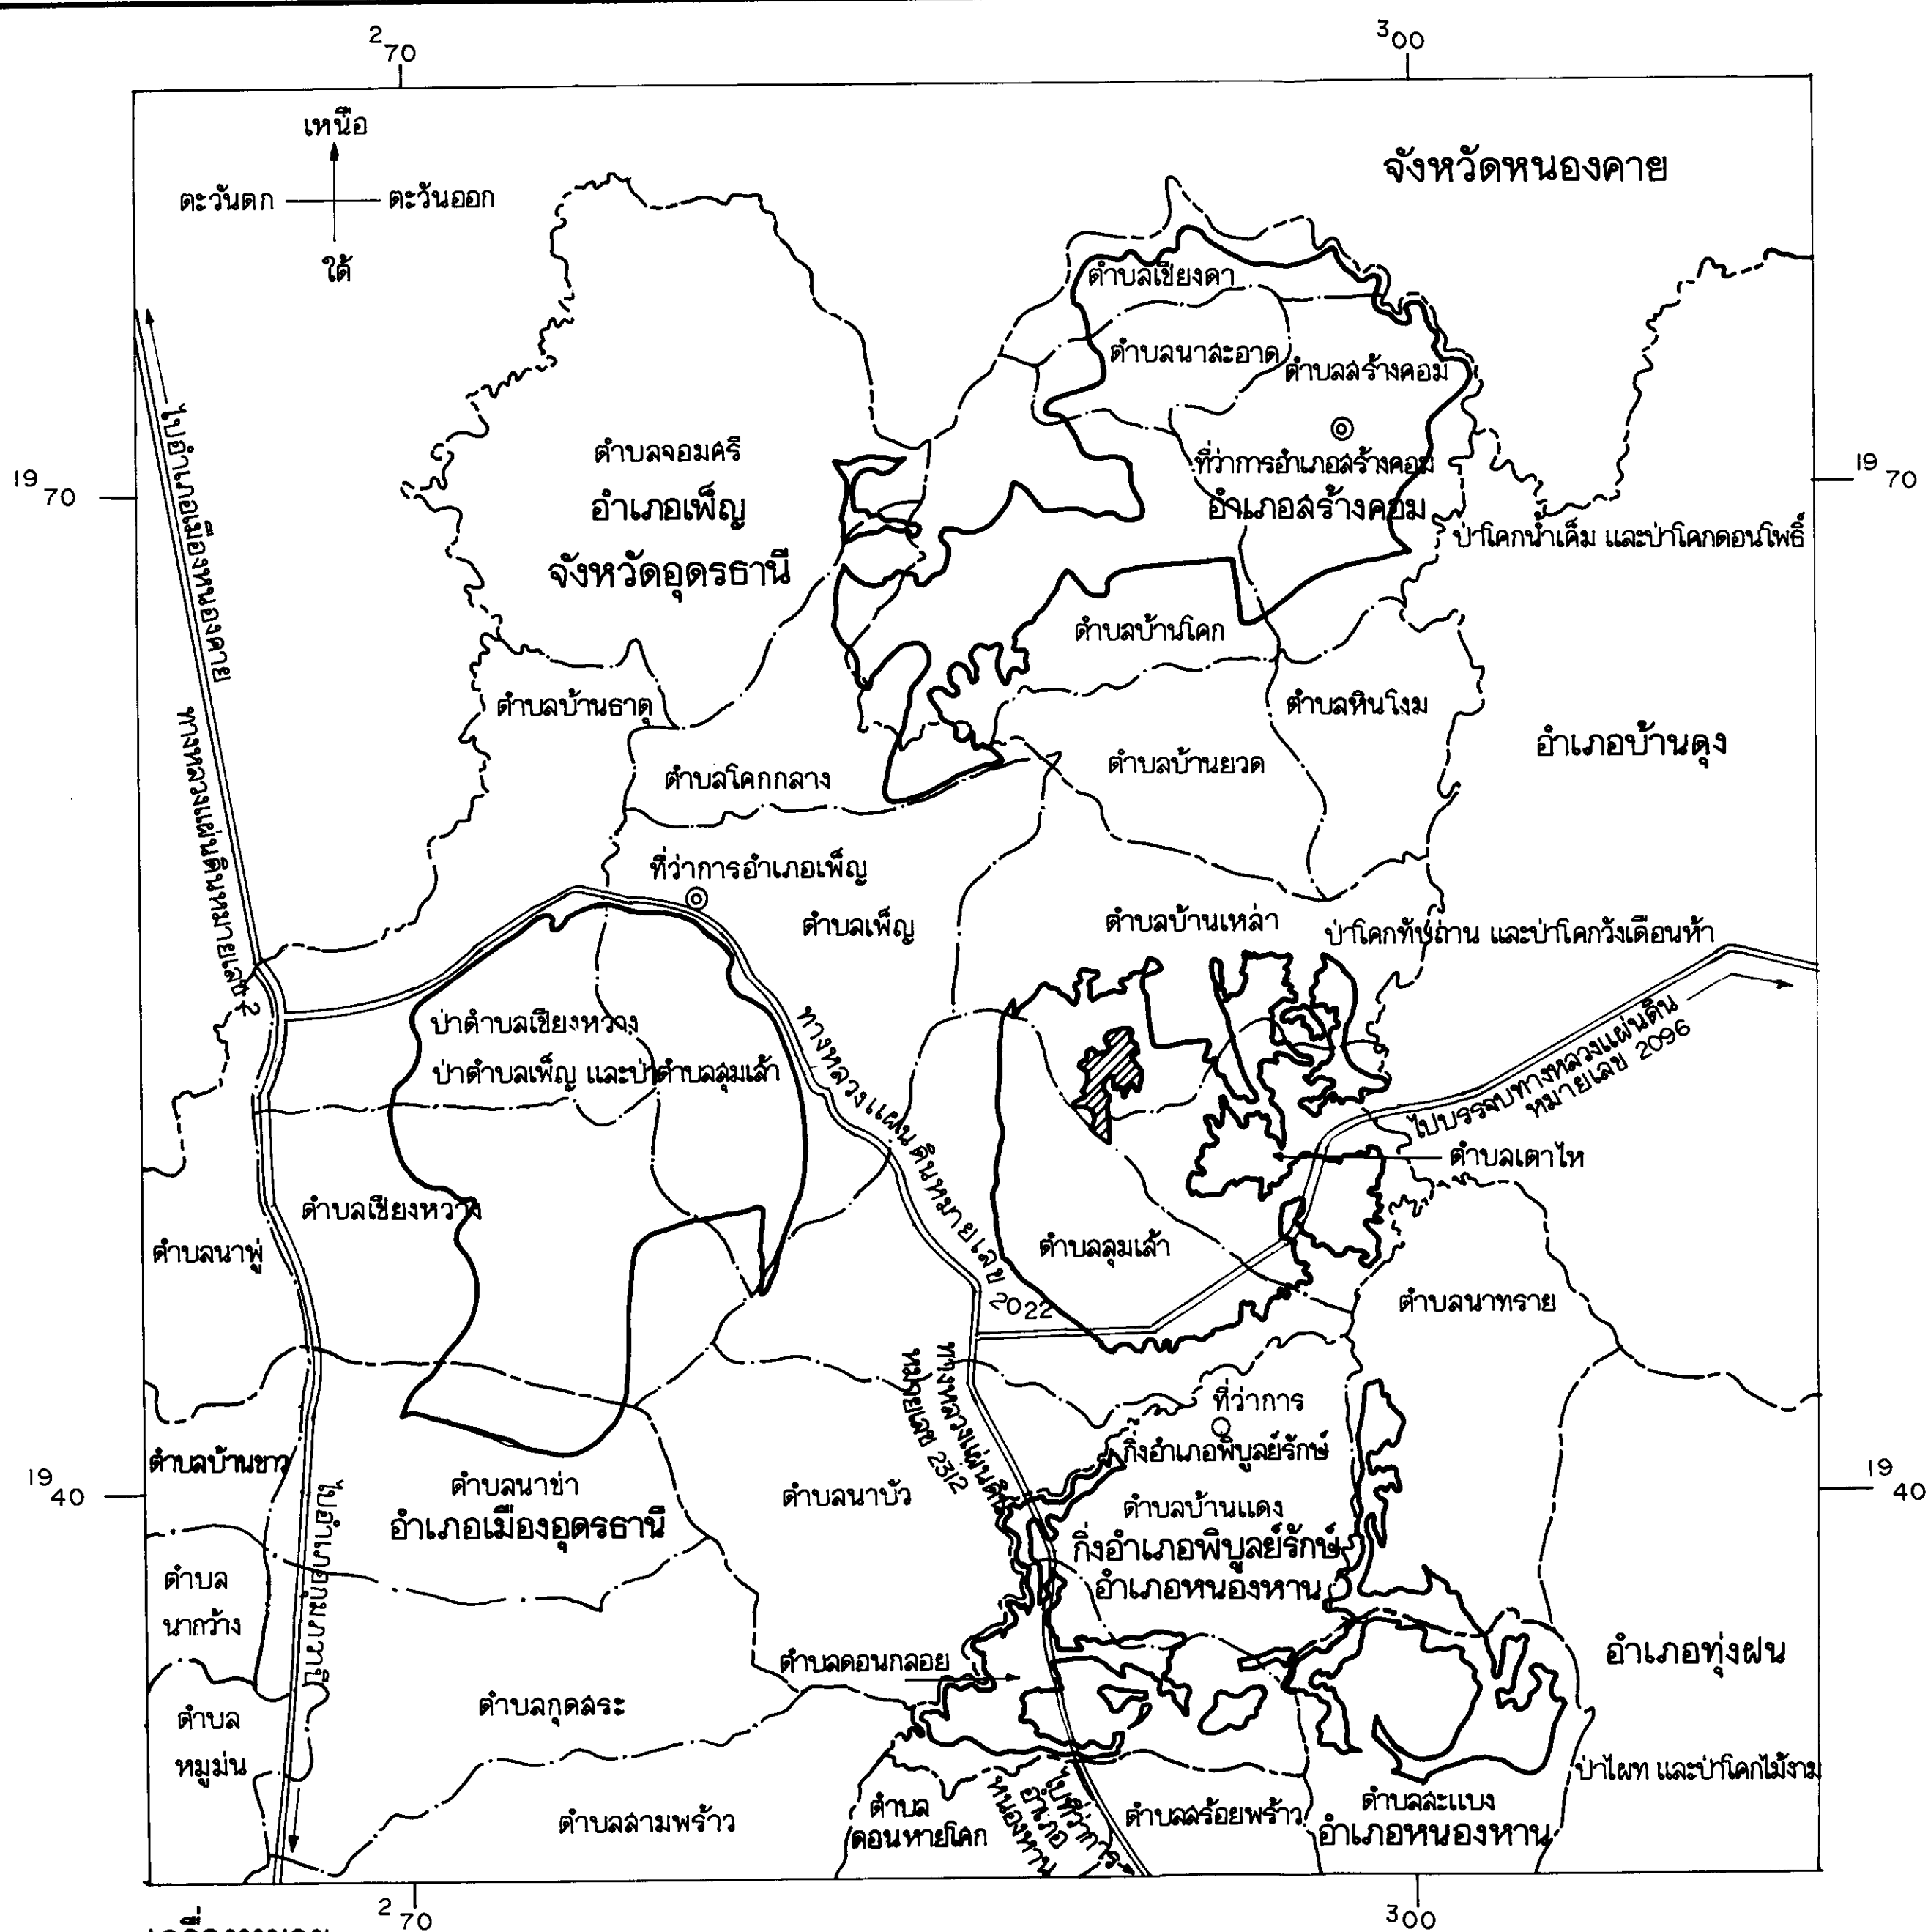 270
300
เหนือ
ตะวันตก
ตะวันออก
ใต้
จังหวัดหนองคาย
ตำบลเชียงดา
ตำบลนาสะอาด
ตำบลสร้างคอม
ไปอำเภอเมืองหนองคาย
ตำบลจอมศรี
ที่ว่าการอำเภอสร้างคอม
1970
1970
อำเภอเพ็ญ
อำเภอสร้างคอม
ป่าโคกน้ำเค็ม และป่าโคกดอนโพธิ์
จังหวัดอุดรธานี
ตำบลบ้านโคก
ตำบลบ้านธาตุ
ตำบลหินโงม
ทางหลวงแผ่นดินหมายเลข 2
อำเภอบ้านดุง
ตำบลโคกกลาง
ตำบลบ้านยวด
ที่ว่าการอำเภอเพ็ญ
ตำบลเพ็ญ
ตำบลบ้านเหล่า
ป่าโคกทับถ่าน และป่าโคกวังเดือนห้า
ป่าตำบลเชียงหวาง
ป่าตำบลเพ็ญ และป่าตำบลสุมเส้า
ทางหลวงแผ่นดินหมายเลข 2022
ไปบรรจบทางหลวงแผ่นดิน
หมายเลข 2096
ตำบลเตาไห
ตำบลเชียงหวาง
ตำบลนาพู่
ตำบลสุมเส้า
ตำบลนาทราย
ทางหลวงแผ่นดิน
หมายเลข 2312
ที่ว่าการ
กิ่งอำเภอพิบูลย์รักษ์
ตำบลบ้านขาว
ตำบลนาข่า
ตำบลนาบัว
1940
1940
ตำบลบ้านแดง
อำเภอเมืองอุดรธานี
กิ่งอำเภอพิบูลย์รักษ์
อำเภอหนองหาน
ไปอำเภอกุมภวาปี
ตำบล
นากว้าง
ตำบลดอนกลอย
อำเภอทุ่งฝน
ตำบลกุดสระ
ตำบล
หมูม่น
ป่าไผท และป่าโคกไม้งาม
ตำบลสามพร้าว
ตำบล
ดอนหายโศก
ไปที่ว่าการ
อำเภอ
หนองหาน
ตำบลสร้อยพร้าว
ตำบลสะแบง
อำเภอหนองหาน
270
300